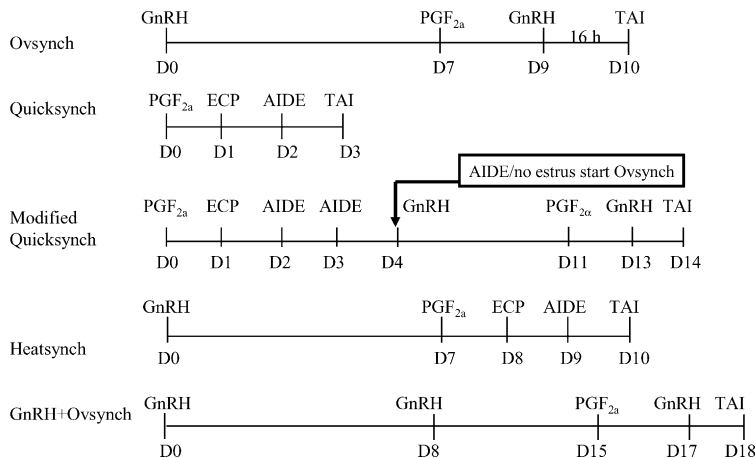 GnRH PGF2a GnRH TAI
Ovsynch 16 h
D0 D7 D9 D10
PGF2a ECP AIDE TAI
Quicksynch
D0 D1 D2 D3
AIDE/no estrus start Ovsynch
PGF2a ECP AIDE AIDE GnRH PGF2α GnRH TAI
Modified
Quicksynch
D0 D1 D2 D3 D4 D11 D13 D14
GnRH PGF2a ECP AIDE TAI
Heatsynch
D0 D7 D8 D9 D10
GnRH GnRH PGF2a GnRH TAI
GnRH+Ovsynch
D0 D8 D15 D17 D18